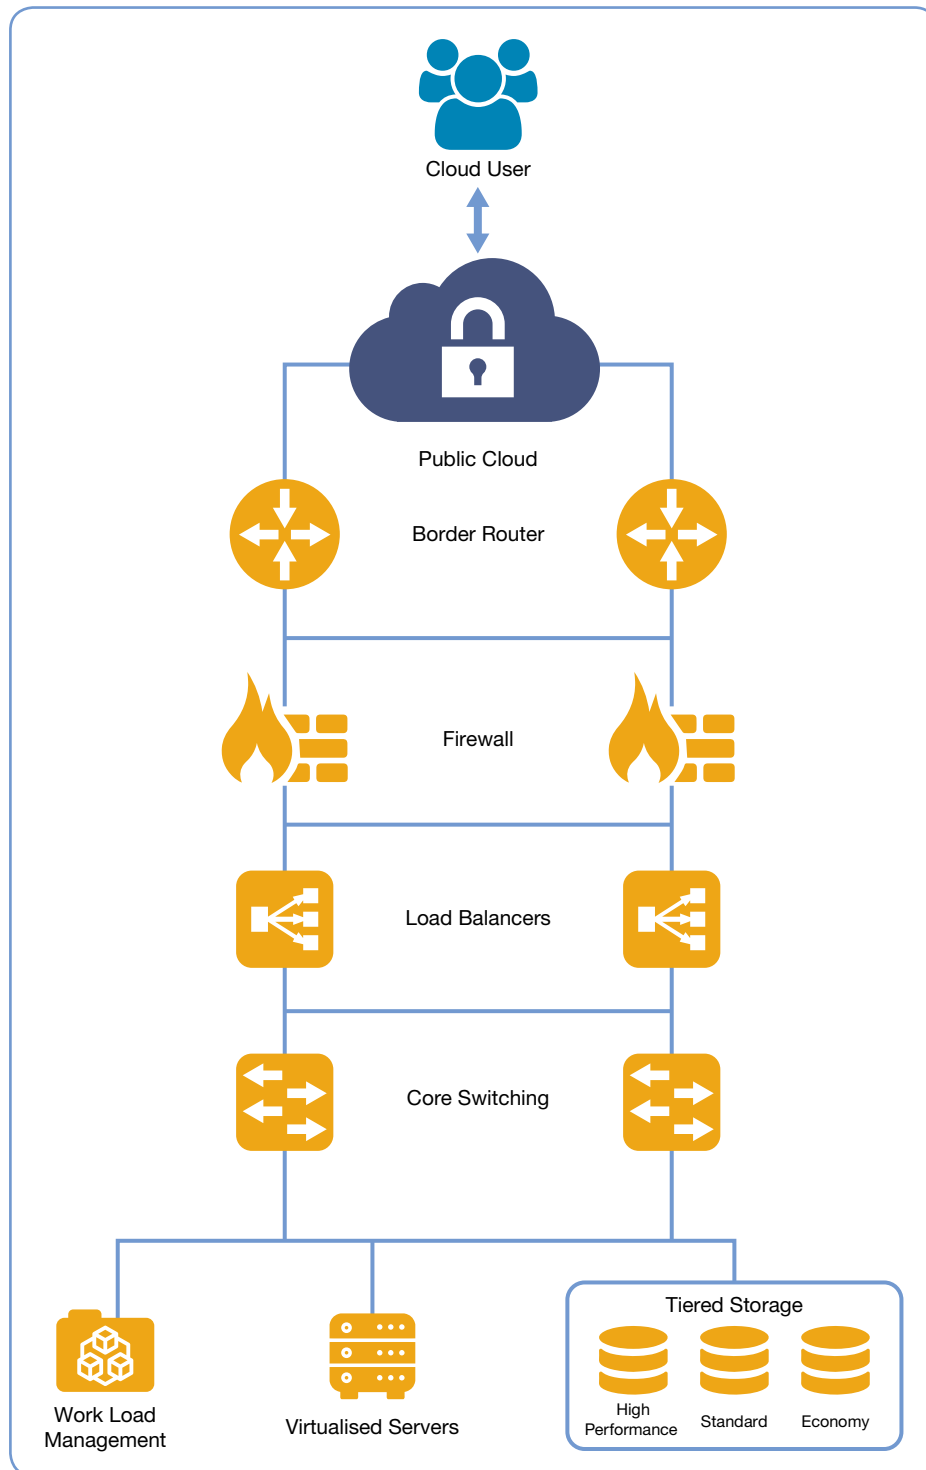 Cloud User
Public Cloud
Border Router
Firewall
Load Balancers
Core Switching
Work Load
Management
Virtualised Servers
Tiered Storage
High
Performance
Standard
Economy